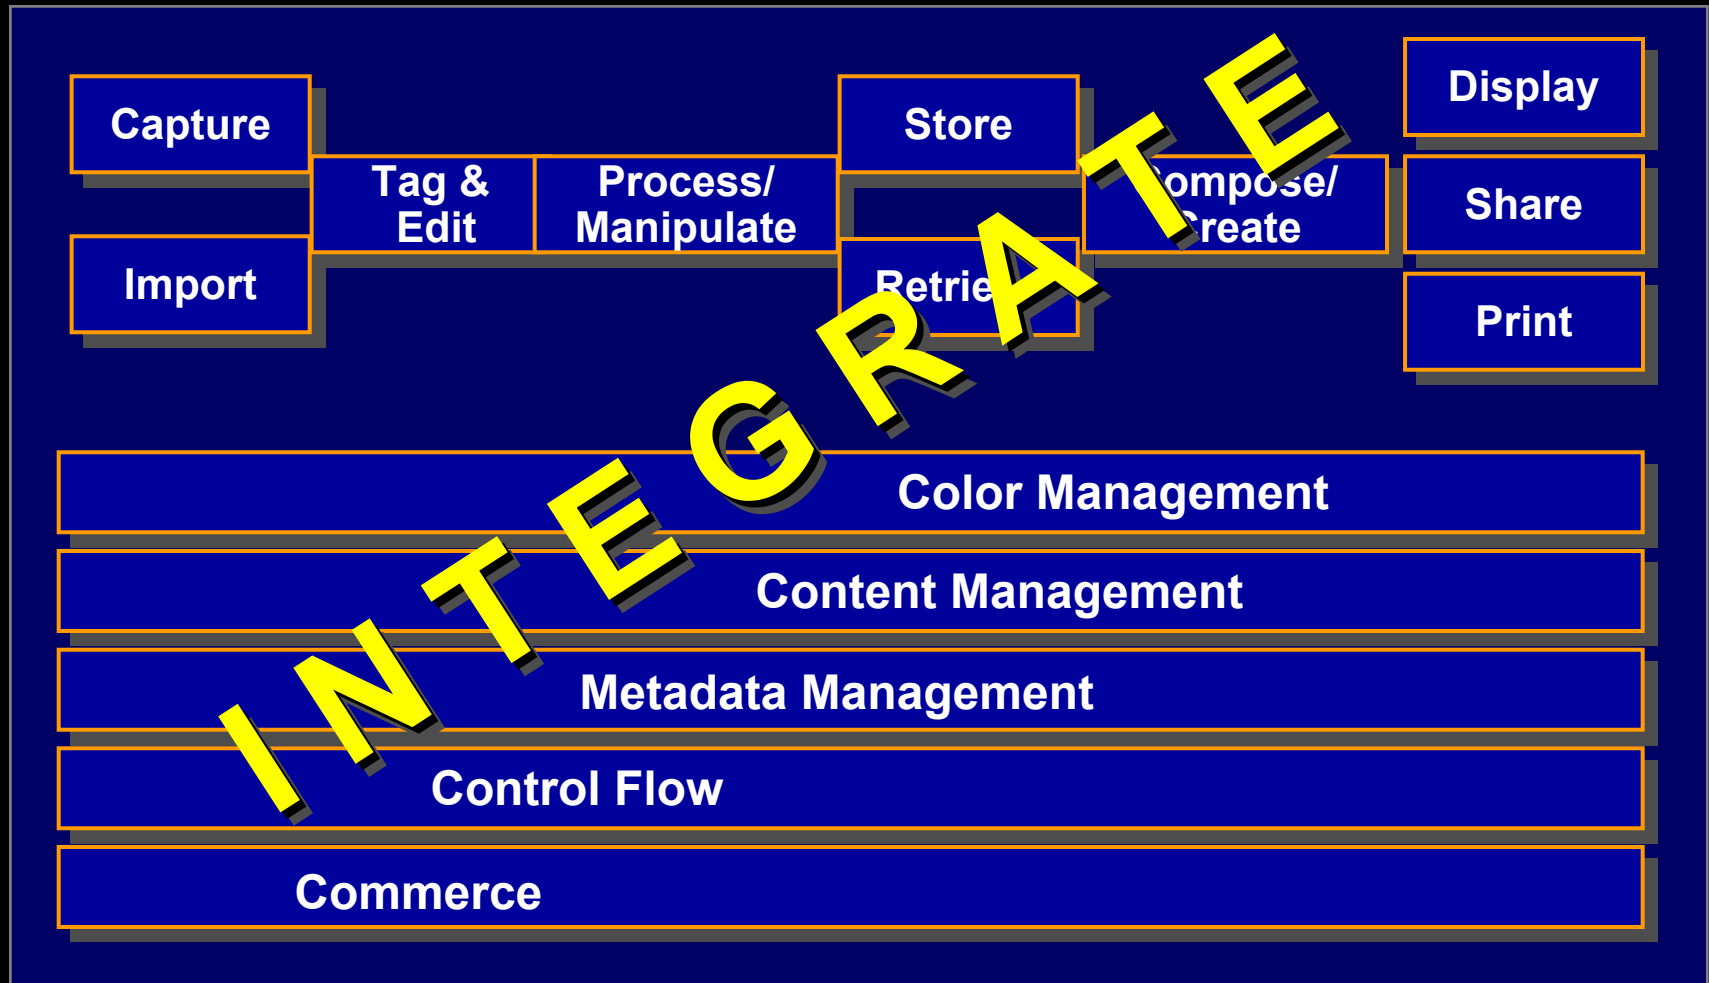 Capture
Import
Tag &
Edit
Process/
Manipulate
Store
Create
Display
Share
Print
INTEGRATE
Color Management
Content Management
Metadata Management
Control Flow
Commerce